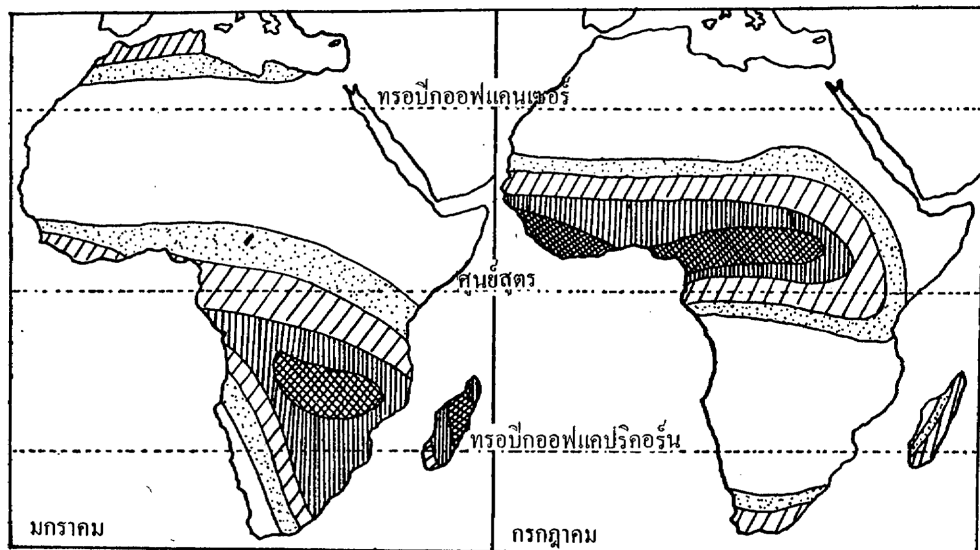 ทรอปีกออฟแคนเซอร์
ศูนย์สูตร
ทรอปีกออฟแคปริคอร์น
มกราคม
กรกฎาคม